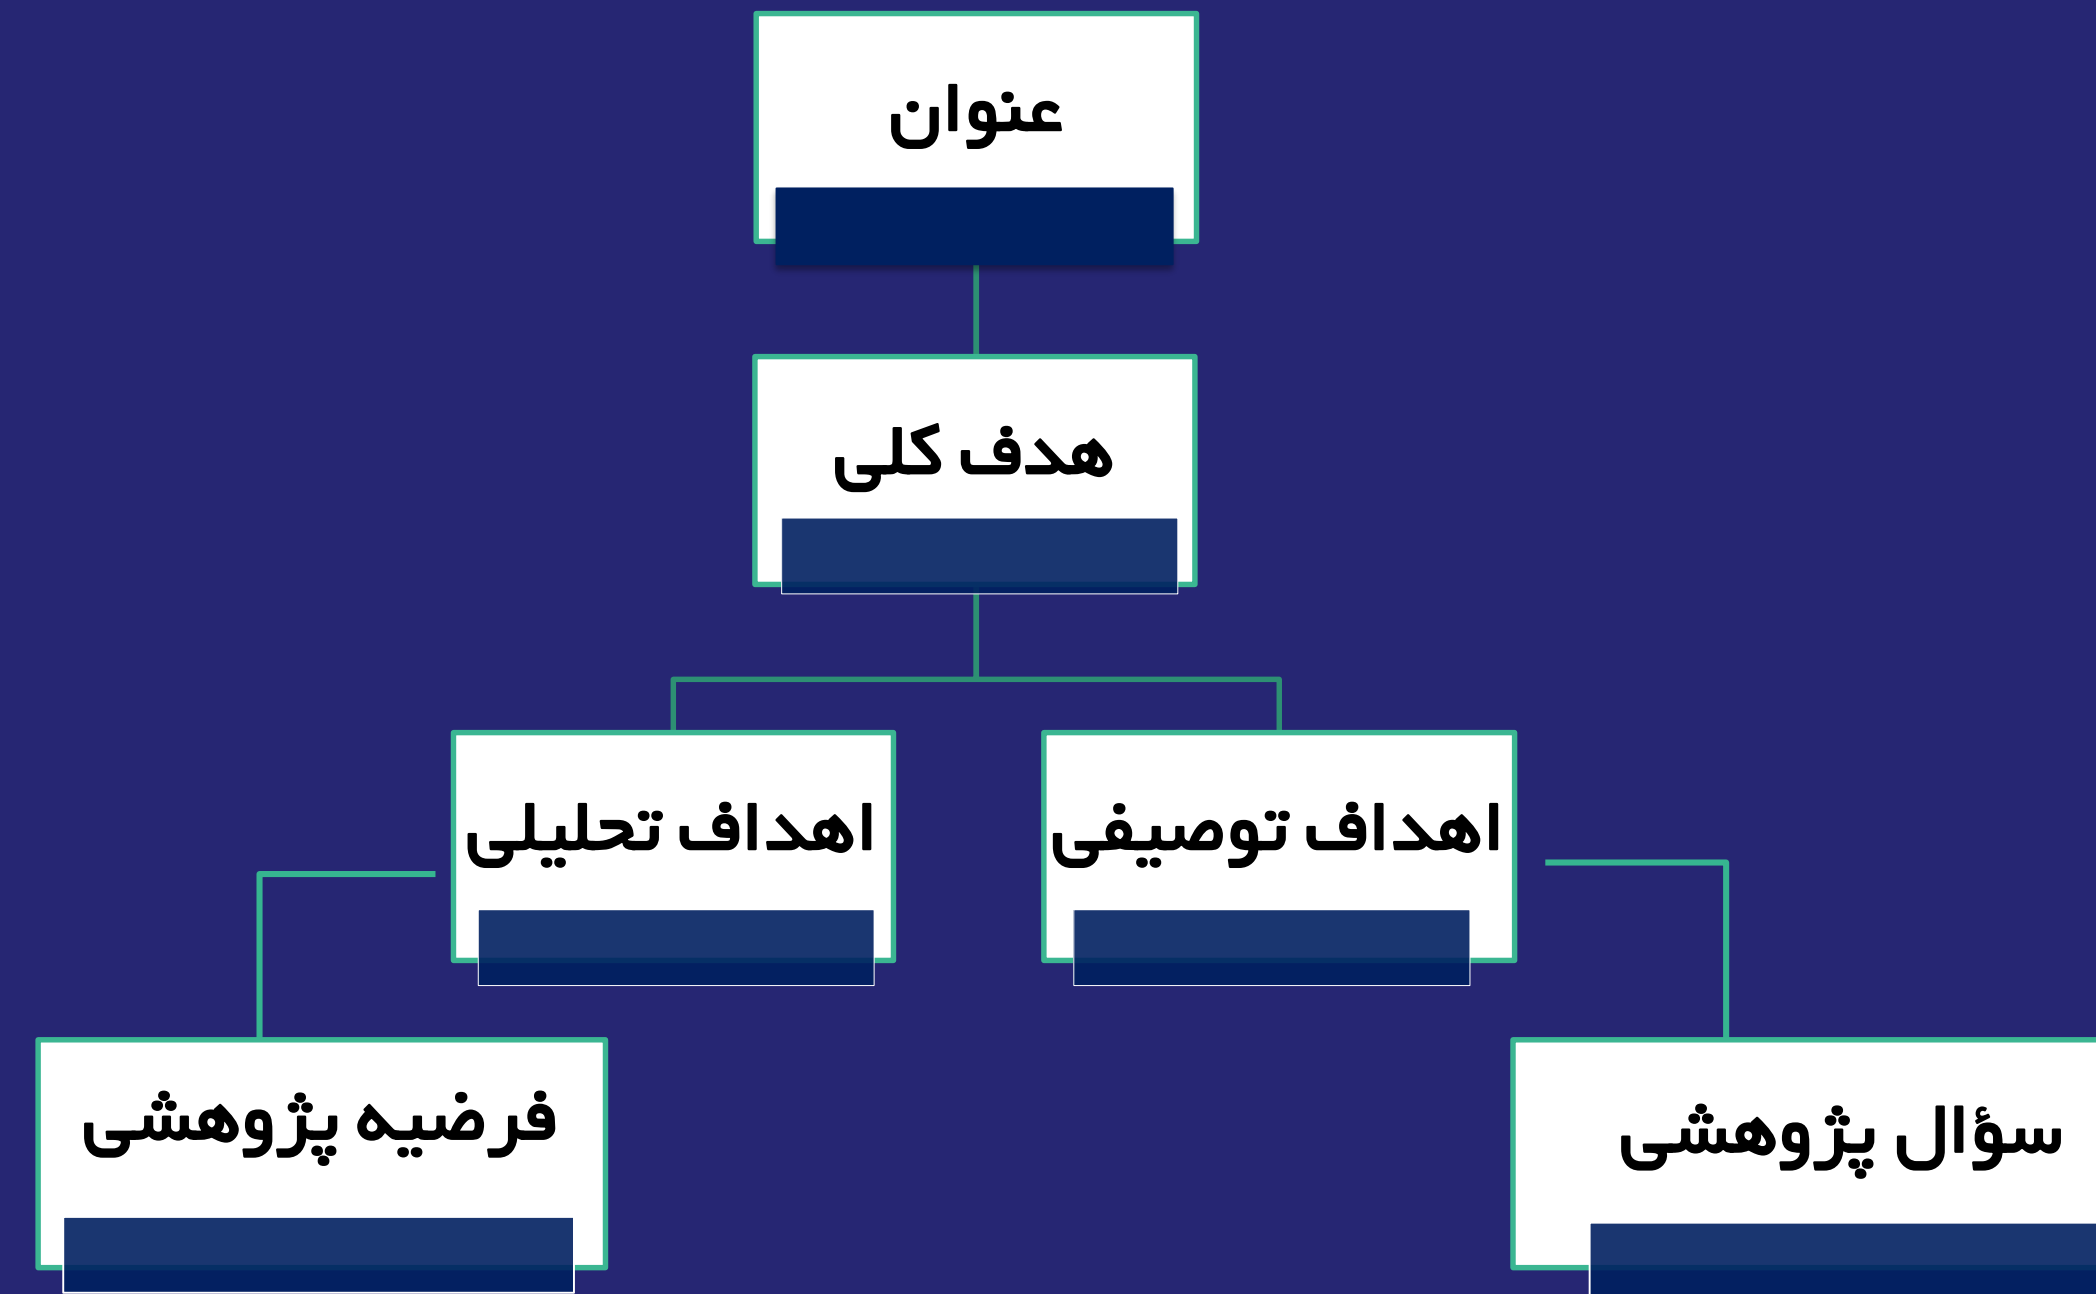 عنوان
هدف کلی
اهداف توصیفی
اهداف تحلیلی
سؤال پژوهشی
فرضیه پژوهشی